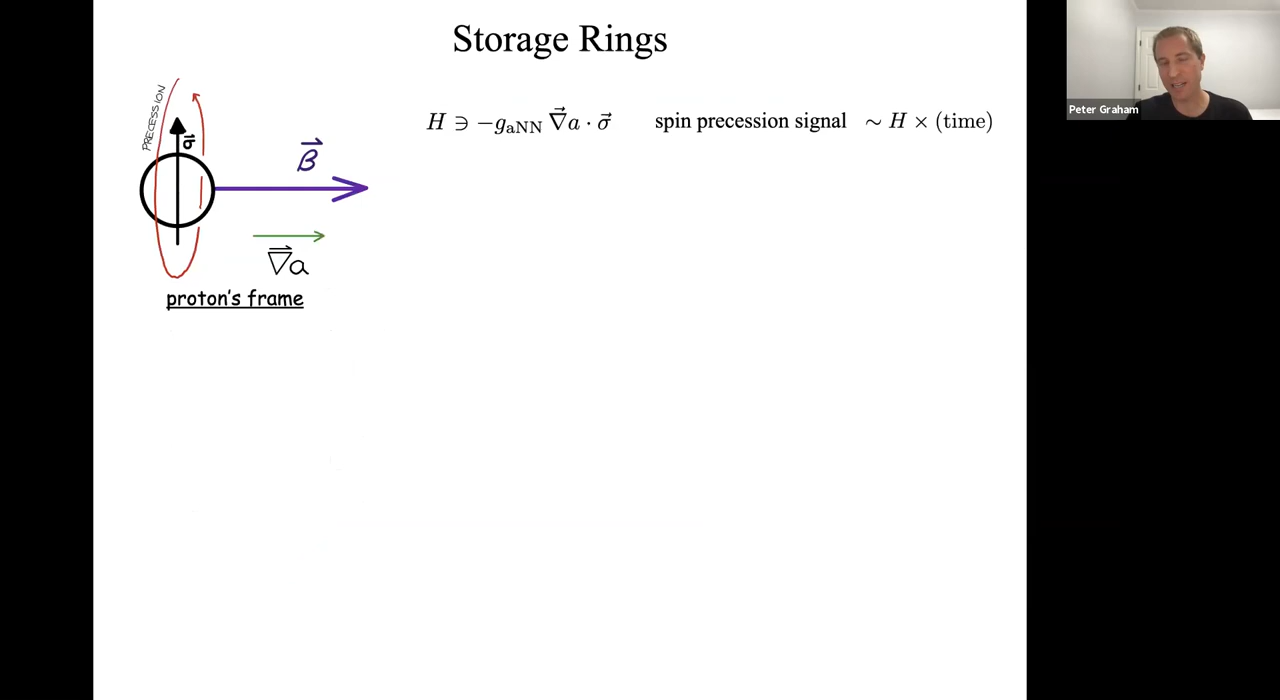 Storage Rings
Peter Graham
PRECESSION
σ⃗
β⃗
H ∋ −g_aNN ∇⃗a · σ⃗ spin precession signal ~ H × (time)
∇⃗a
proton's frame